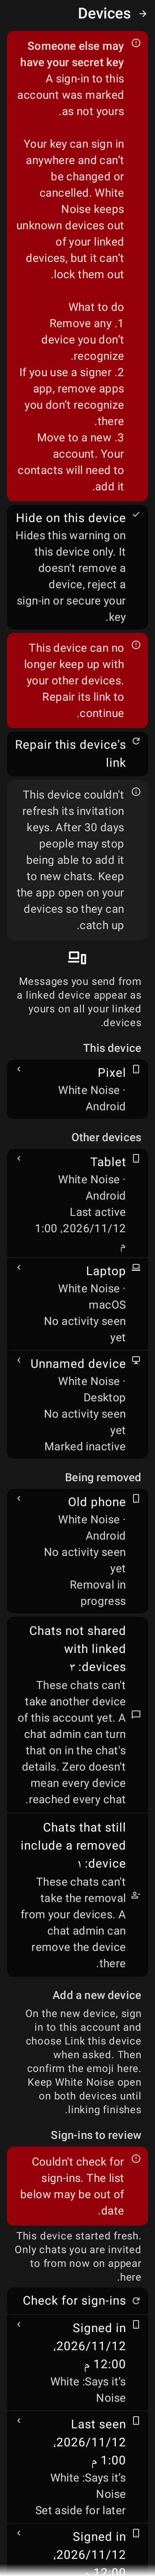 Devices
Someone else may
have your secret key
A sign-in to this
account was marked
as not yours.
Your key can sign in
anywhere and can't
be changed or
cancelled. White
Noise keeps
unknown devices out
of your linked
devices, but it can't
lock them out.
What to do
1. Remove any
device you don't
recognize.
2. If you use a signer
app, remove apps
you don't recognize
there.
3. Move to a new
account. Your
contacts will need to
add it.
Hide on this device
Hides this warning on
this device only. It
doesn't remove a
device, reject a
sign-in or secure your
key.
This device can no
longer keep up with
your other devices.
Repair its link to
continue.
Repair this device's
link
This device couldn't
refresh its invitation
keys. After 30 days
people may stop
being able to add it
to new chats. Keep
the app open on your
devices so they can
catch up.
Messages you send from
a linked device appear as
yours on all your linked
devices.
This device
Pixel
White Noise ·
Android
Other devices
Tablet
White Noise ·
Android
Last active
2026/11/12, 1:00
م
Laptop
White Noise ·
macOS
No activity seen
yet
Unnamed device
White Noise ·
Desktop
No activity seen
yet
Marked inactive
Being removed
Old phone
White Noise ·
Android
No activity seen
yet
Removal in
progress
Chats not shared
with linked
devices: ٣
These chats can't
take another device
of this account yet. A
chat admin can turn
that on in the chat's
details. Zero doesn't
mean every device
reached every chat.
Chats that still
include a removed
device: ١
These chats can't
take the removal
from your devices. A
chat admin can
remove the device
there.
Add a new device
On the new device, sign
in to this account and
choose Link this device
when asked. Then
confirm the emoji here.
Keep White Noise open
on both devices until
linking finishes.
Sign-ins to review
Couldn't check for
sign-ins. The list
below may be out of
date.
This device started fresh.
Only chats you are invited
to from now on appear
here.
Check for sign-ins
Signed in
2026/11/12،
12:00 م
Says it's: White
Noise
Last seen
2026/11/12،
1:00 م
Says it's: White
Noise
Set aside for later
Signed in
2026/11/12،
12:00 م